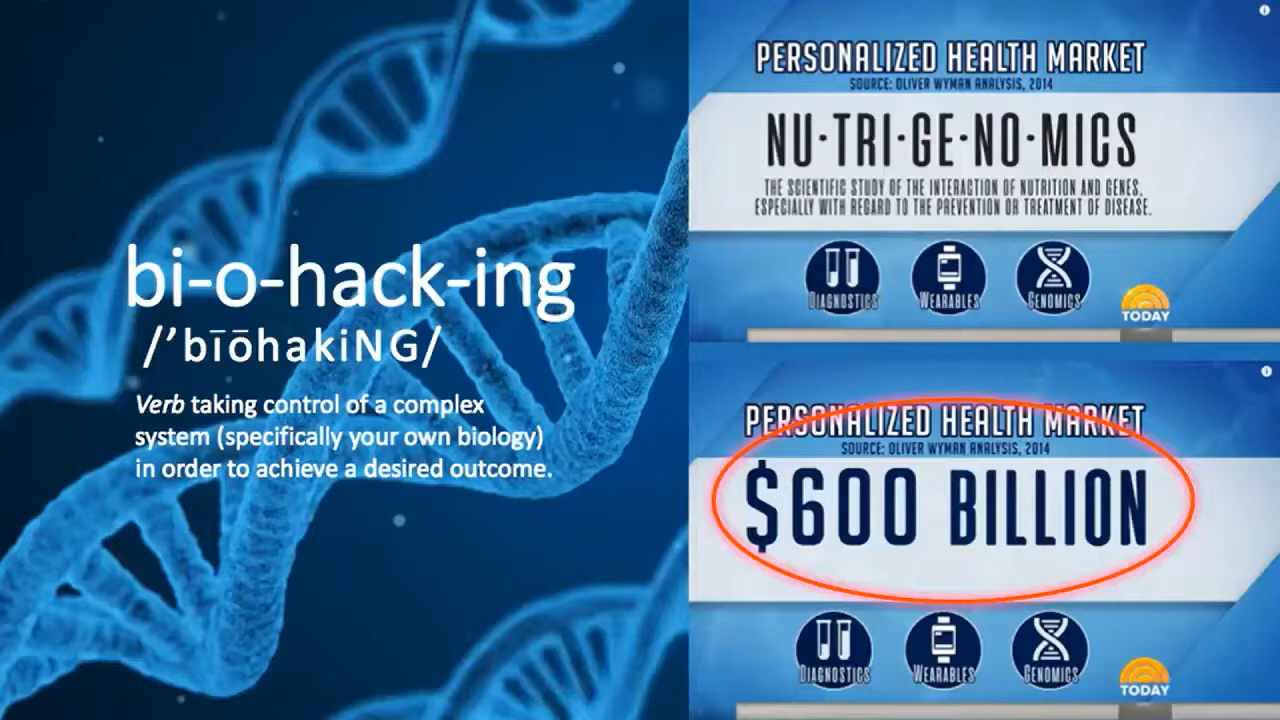 bi-o-hack-ing
/’bīōhakiNG/
Verb taking control of a complex
system (specifically your own biology)
in order to achieve a desired outcome.
PERSONALIZED HEALTH MARKET
SOURCE: OLIVER WYMAN ANALYSIS, 2014
NU·TRI·GE·NO·MICS
THE SCIENTIFIC STUDY OF THE INTERACTION OF NUTRITION AND GENES,
ESPECIALLY WITH REGARD TO THE PREVENTION OR TREATMENT OF DISEASE.
DIAGNOSTICS WEARABLES GENOMICS
TODAY
PERSONALIZED HEALTH MARKET
SOURCE: OLIVER WYMAN ANALYSIS, 2014
$600 BILLION
DIAGNOSTICS WEARABLES GENOMICS
TODAY